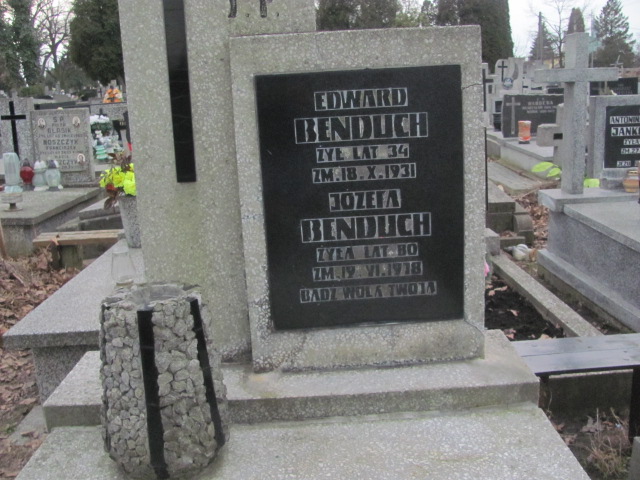 EDWARD
BENDUCH
ŻYŁ LAT 34
ZM. 18. X. 1931
JÓZEFA
BENDUCH
ŻYŁA LAT 80
ZM. 19. VI. 1978
BĄDŹ WOLA TWOJA